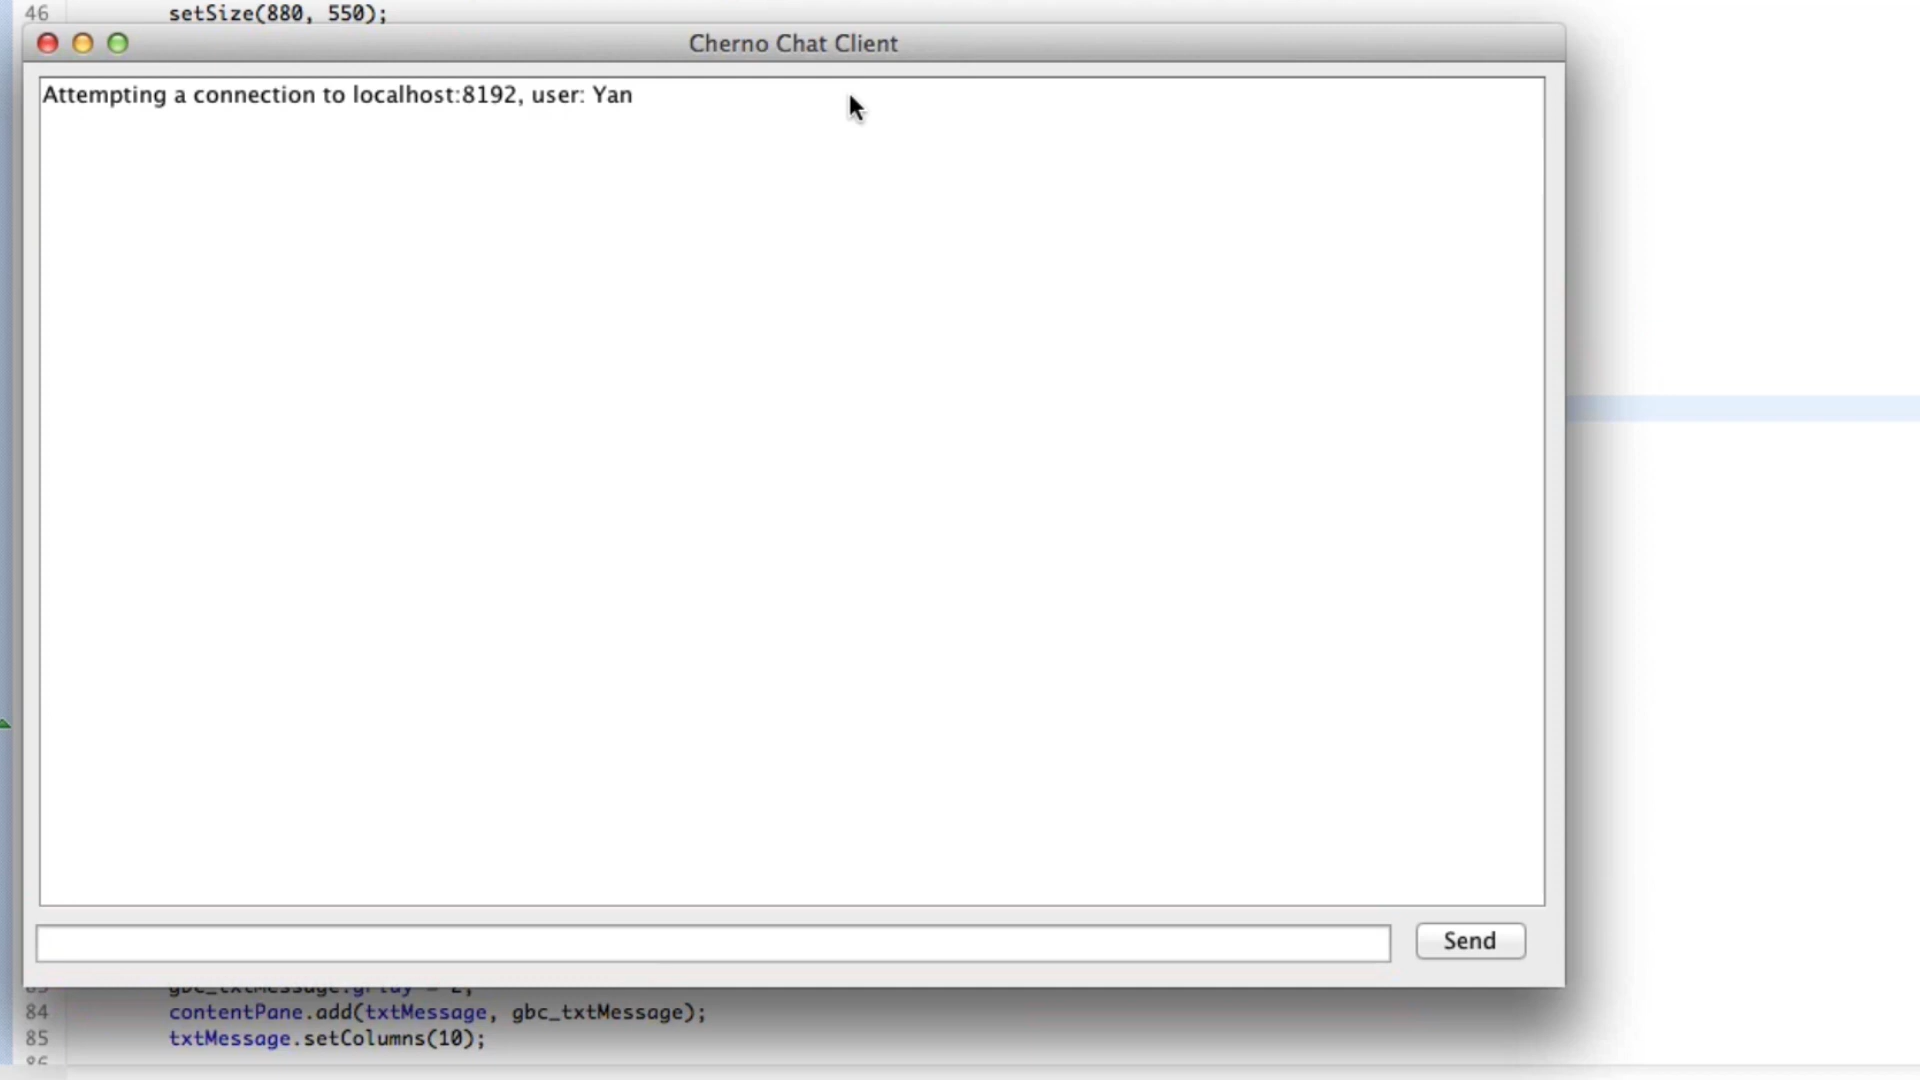 46 setSize(880, 550);
Cherno Chat Client
Attempting a connection to localhost:8192, user: Yan
Send
84 contentPane.add(txtMessage, gbc_txtMessage);
85 txtMessage.setColumns(10);